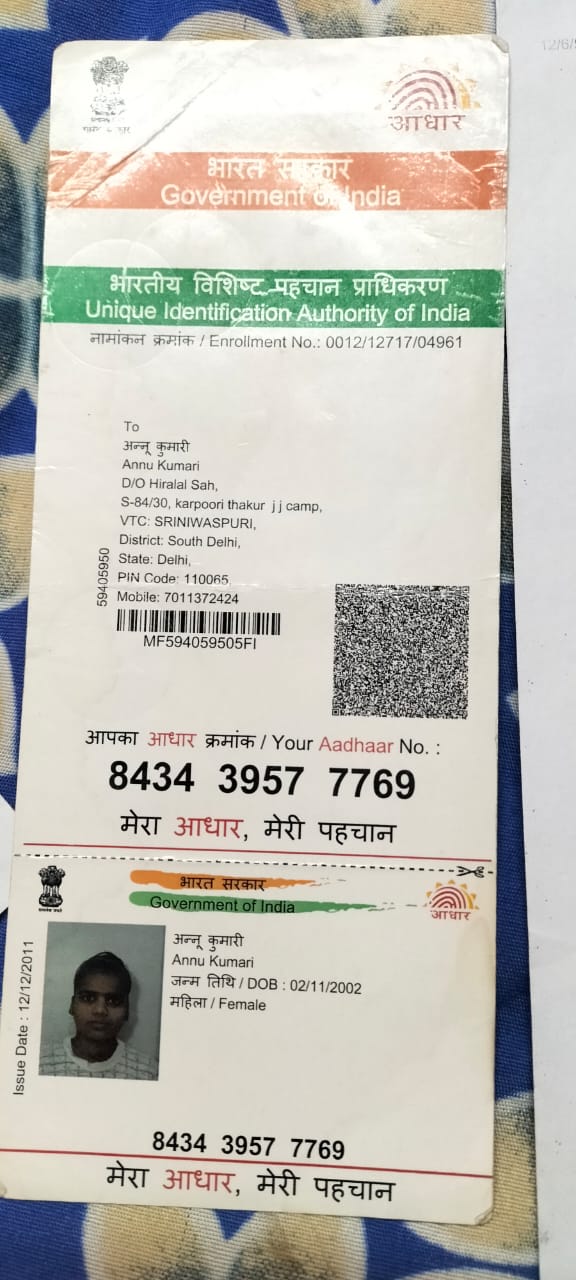 आधार
भारत सरकार
Government of India
भारतीय विशिष्ट पहचान प्राधिकरण
Unique Identification Authority of India
नामांकन क्रमांक / Enrollment No.: 0012/12717/04961
To
अन्नू कुमारी
Annu Kumari
D/O Hiralal Sah,
S-84/30, karpoori thakur j j camp,
VTC: SRINIWASPURI,
District: South Delhi,
State: Delhi,
PIN Code: 110065,
Mobile: 7011372424
59405950
MF594059505FI
आपका आधार क्रमांक / Your Aadhaar No. :
8434 3957 7769
मेरा आधार, मेरी पहचान
भारत सरकार
Government of India
आधार
Issue Date : 12/12/2011
अन्नू कुमारी
Annu Kumari
जन्म तिथि / DOB : 02/11/2002
महिला / Female
8434 3957 7769
मेरा आधार, मेरी पहचान